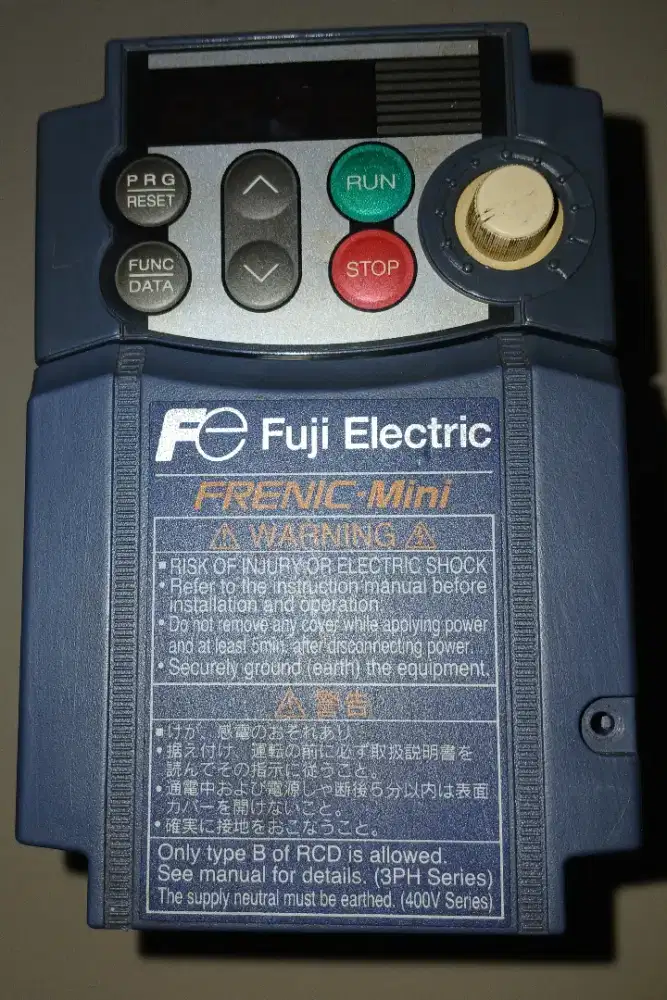 PRG
RESET
FUNC
DATA
RUN
STOP
Fe Fuji Electric
FRENIC-Mini
WARNING
RISK OF INJURY OR ELECTRIC SHOCK
• Refer to the instruction manual before
installation and operation.
• Do not remove any cover while applying power
and at least 5min. after disconnecting power.
• Securely ground (earth) the equipment.
警告
■けが、感電のおそれあり
• 据え付け、運転の前に必ず取扱説明書を
読んでその指示に従うこと。
• 通電中および電源しゃ断後5分以内は表面
カバーを開けないこと。
• 確実に接地をおこなうこと。
Only type B of RCD is allowed.
See manual for details. (3PH Series)
The supply neutral must be earthed. (400V Series)